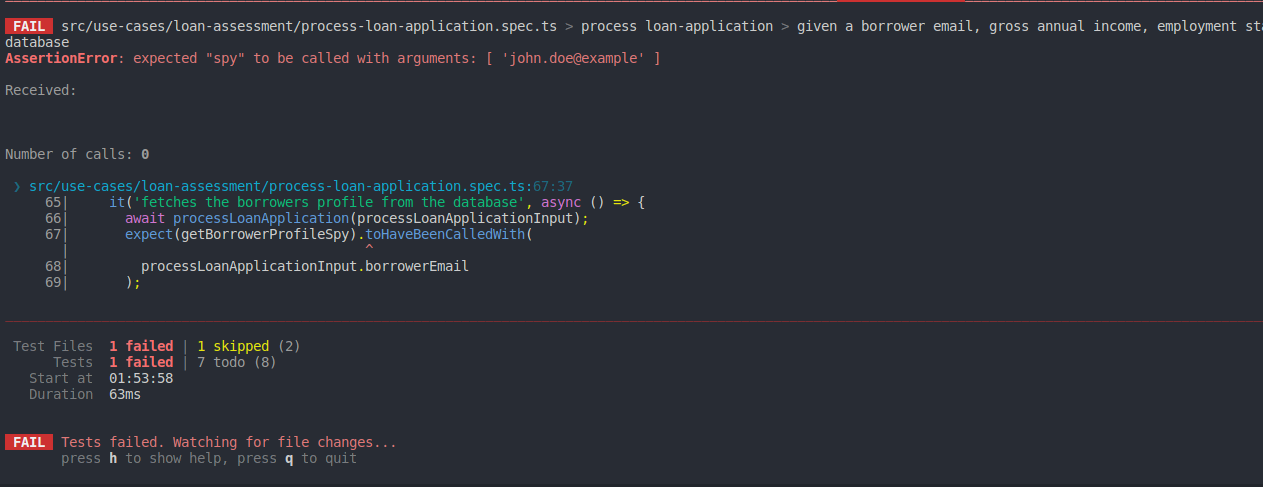 FAIL src/use-cases/loan-assessment/process-loan-application.spec.ts > process loan-application > given a borrower email, gross annual income, employment sta
database
AssertionError: expected "spy" to be called with arguments: [ 'john.doe@example' ]
Received:
Number of calls: 0
❯ src/use-cases/loan-assessment/process-loan-application.spec.ts:67:37
65| it('fetches the borrowers profile from the database', async () => {
66| await processLoanApplication(processLoanApplicationInput);
67| expect(getBorrowerProfileSpy).toHaveBeenCalledWith(
| ^
68| processLoanApplicationInput.borrowerEmail
69| );
Test Files 1 failed | 1 skipped (2)
Tests 1 failed | 7 todo (8)
Start at 01:53:58
Duration 63ms
FAIL Tests failed. Watching for file changes...
press h to show help, press q to quit